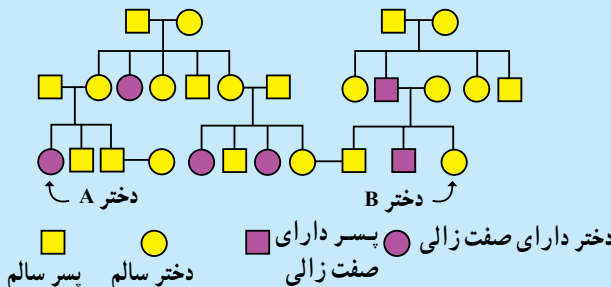 دختر B
دختر A
دختر دارای صفت زالی
پسر دارای صفت زالی
دختر سالم
پسر سالم